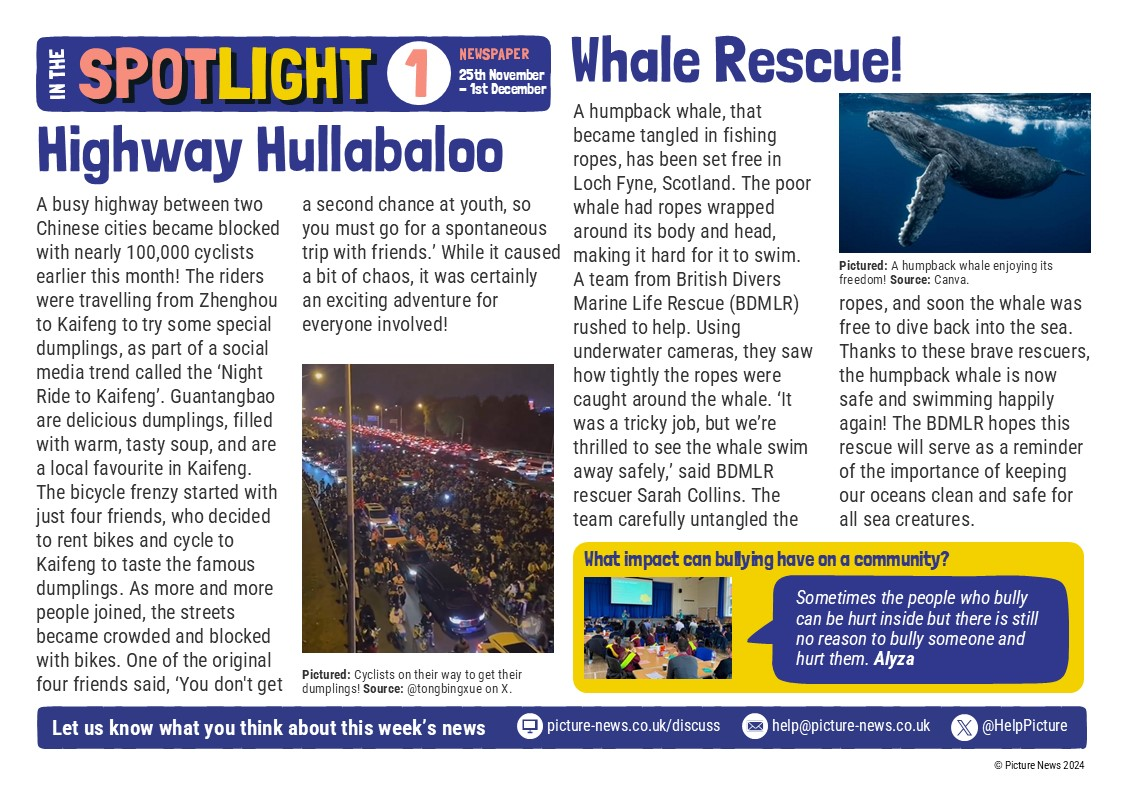 IN THE
SPOTLIGHT
1
NEWSPAPER
25th November
– 1st December
Highway Hullabaloo
A busy highway between two
Chinese cities became blocked
with nearly 100,000 cyclists
earlier this month! The riders
were travelling from Zhenghou
to Kaifeng to try some special
dumplings, as part of a social
media trend called the ‘Night
Ride to Kaifeng’. Guantangbao
are delicious dumplings, filled
with warm, tasty soup, and are
a local favourite in Kaifeng.
The bicycle frenzy started with
just four friends, who decided
to rent bikes and cycle to
Kaifeng to taste the famous
dumplings. As more and more
people joined, the streets
became crowded and blocked
with bikes. One of the original
four friends said, ‘You don't get
a second chance at youth, so
you must go for a spontaneous
trip with friends.’ While it caused
a bit of chaos, it was certainly
an exciting adventure for
everyone involved!
Pictured: Cyclists on their way to get their
dumplings! Source: @tongbingxue on X.
Whale Rescue!
A humpback whale, that
became tangled in fishing
ropes, has been set free in
Loch Fyne, Scotland. The poor
whale had ropes wrapped
around its body and head,
making it hard for it to swim.
A team from British Divers
Marine Life Rescue (BDMLR)
rushed to help. Using
underwater cameras, they saw
how tightly the ropes were
caught around the whale. ‘It
was a tricky job, but we’re
thrilled to see the whale swim
away safely,’ said BDMLR
rescuer Sarah Collins. The
team carefully untangled the
Pictured: A humpback whale enjoying its
freedom! Source: Canva.
ropes, and soon the whale was
free to dive back into the sea.
Thanks to these brave rescuers,
the humpback whale is now
safe and swimming happily
again! The BDMLR hopes this
rescue will serve as a reminder
of the importance of keeping
our oceans clean and safe for
all sea creatures.
What impact can bullying have on a community?
Sometimes the people who bully
can be hurt inside but there is still
no reason to bully someone and
hurt them. Alyza
Let us know what you think about this week’s news
picture-news.co.uk/discuss
help@picture-news.co.uk
@HelpPicture
© Picture News 2024